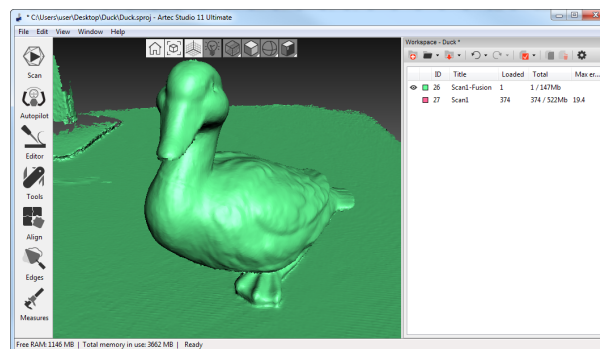 * C:\Users\user\Desktop\Duck\Duck.sproj - Artec Studio 11 Ultimate
File Edit View Window Help
Workspace - Duck *
Scan
Autopilot
Editor
Tools
Align
Edges
Measures
ID Title Loaded Total Max er...
26 Scan1-Fusion 1 1 / 147Mb
27 Scan1 374 374 / 522Mb 19.4
Free RAM: 1146 MB | Total memory in use: 3662 MB | Ready